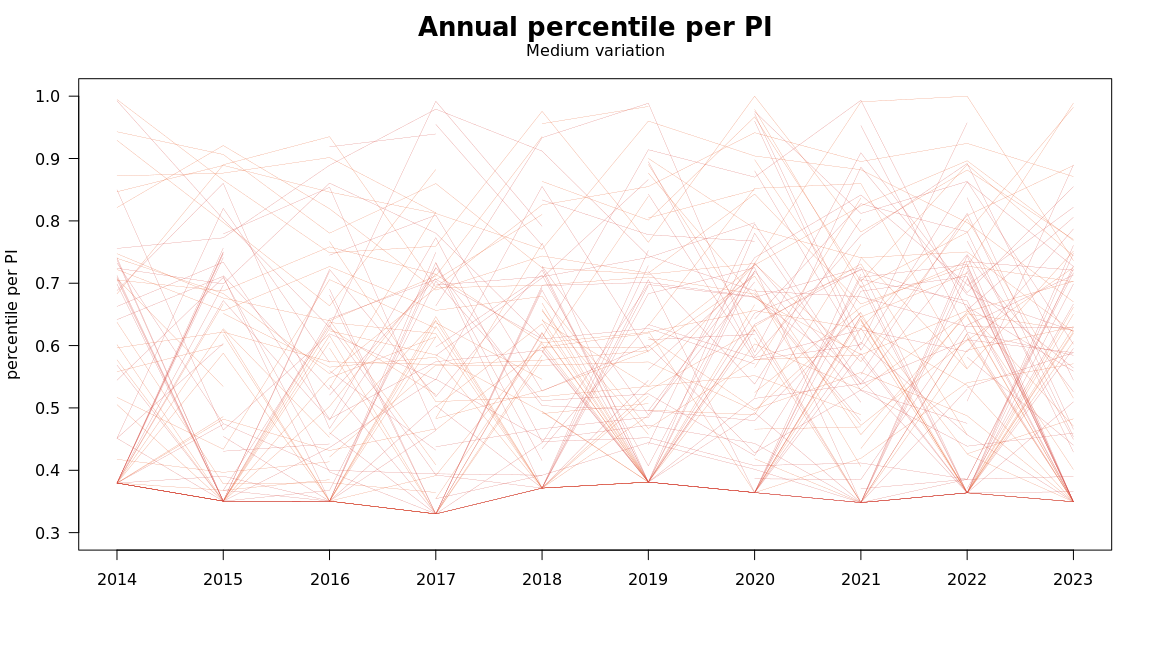 Annual percentile per PI
Medium variation
percentile per PI
1.0
0.9
0.8
0.7
0.6
0.5
0.4
0.3
2014 2015 2016 2017 2018 2019 2020 2021 2022 2023